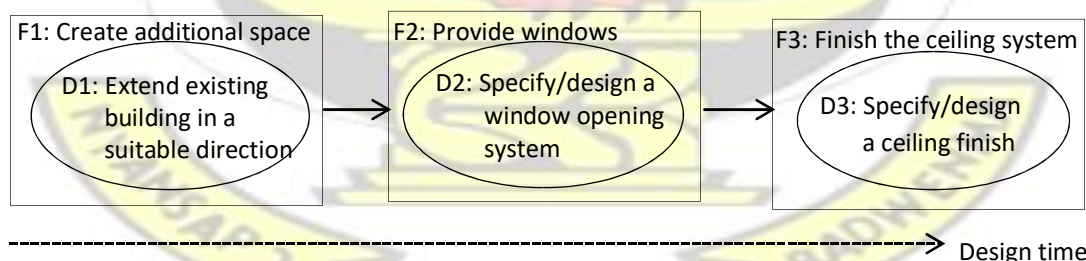 F1: Create additional space
D1: Extend existing
building in a
suitable direction
F2: Provide windows
D2: Specify/design a
window opening
system
F3: Finish the ceiling system
D3: Specify/design
a ceiling finish
Design time